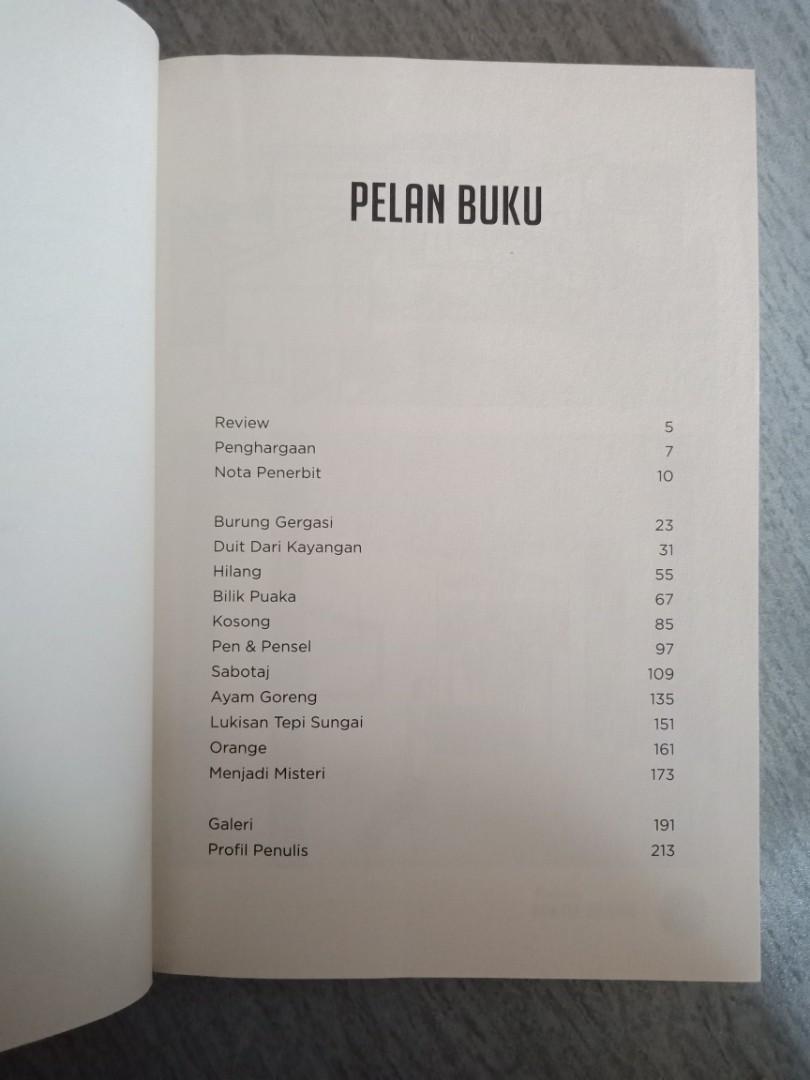 PELAN BUKU
Review 5
Penghargaan 7
Nota Penerbit 10
Burung Gergasi 23
Duit Dari Kayangan 31
Hilang 55
Bilik Puaka 67
Kosong 85
Pen & Pensel 97
Sabotaj 109
Ayam Goreng 135
Lukisan Tepi Sungai 151
Orange 161
Menjadi Misteri 173
Galeri 191
Profil Penulis 213